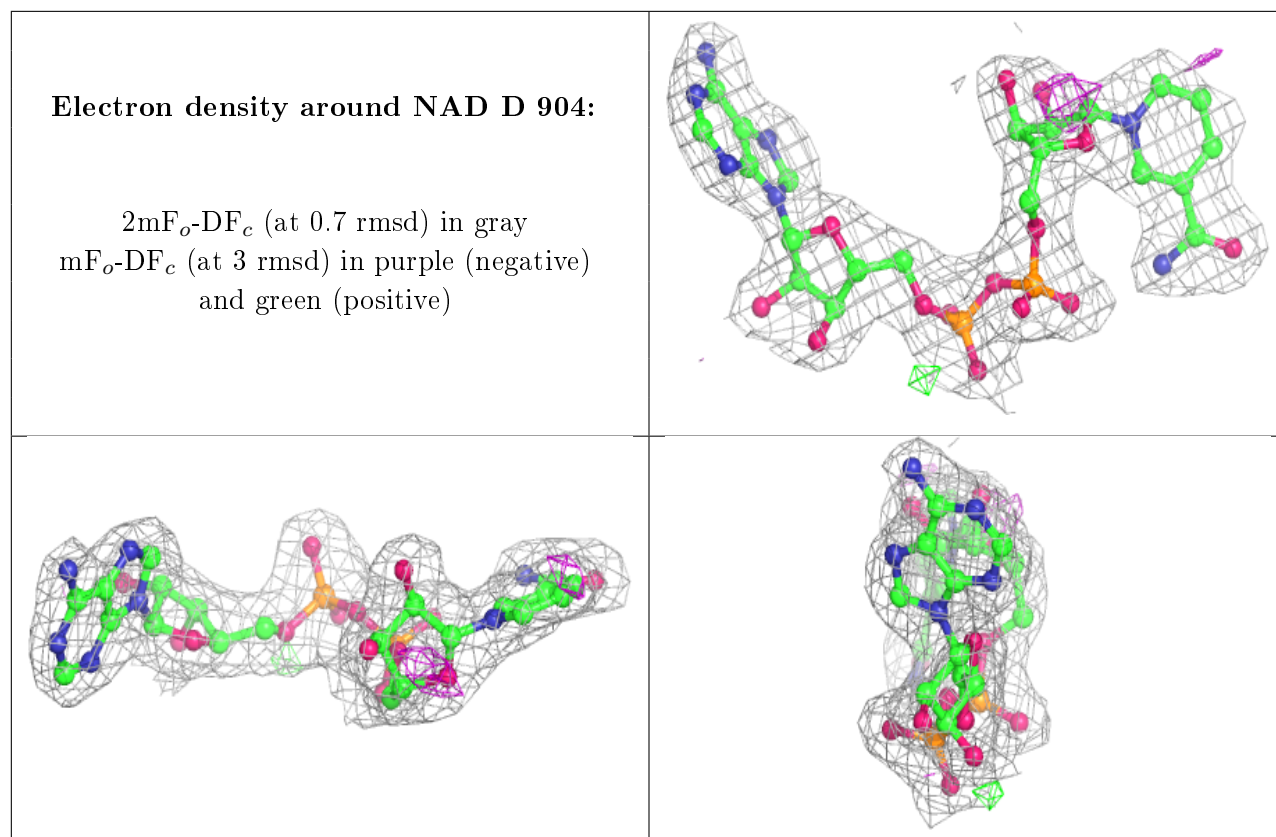 Electron density around NAD D 904:
2mFₒ-DF𝒸 (at 0.7 rmsd) in gray
mFₒ-DF𝒸 (at 3 rmsd) in purple (negative)
and green (positive)